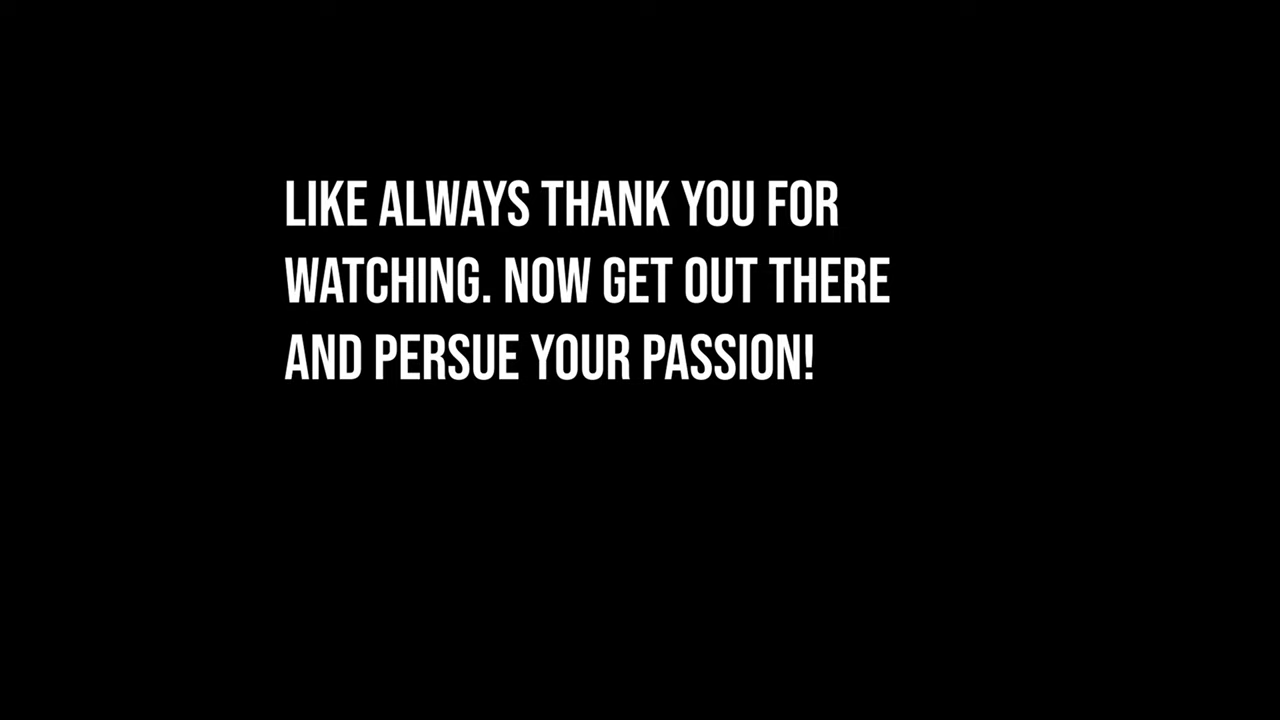 LIKE ALWAYS THANK YOU FOR
WATCHING. NOW GET OUT THERE
AND PERSUE YOUR PASSION!